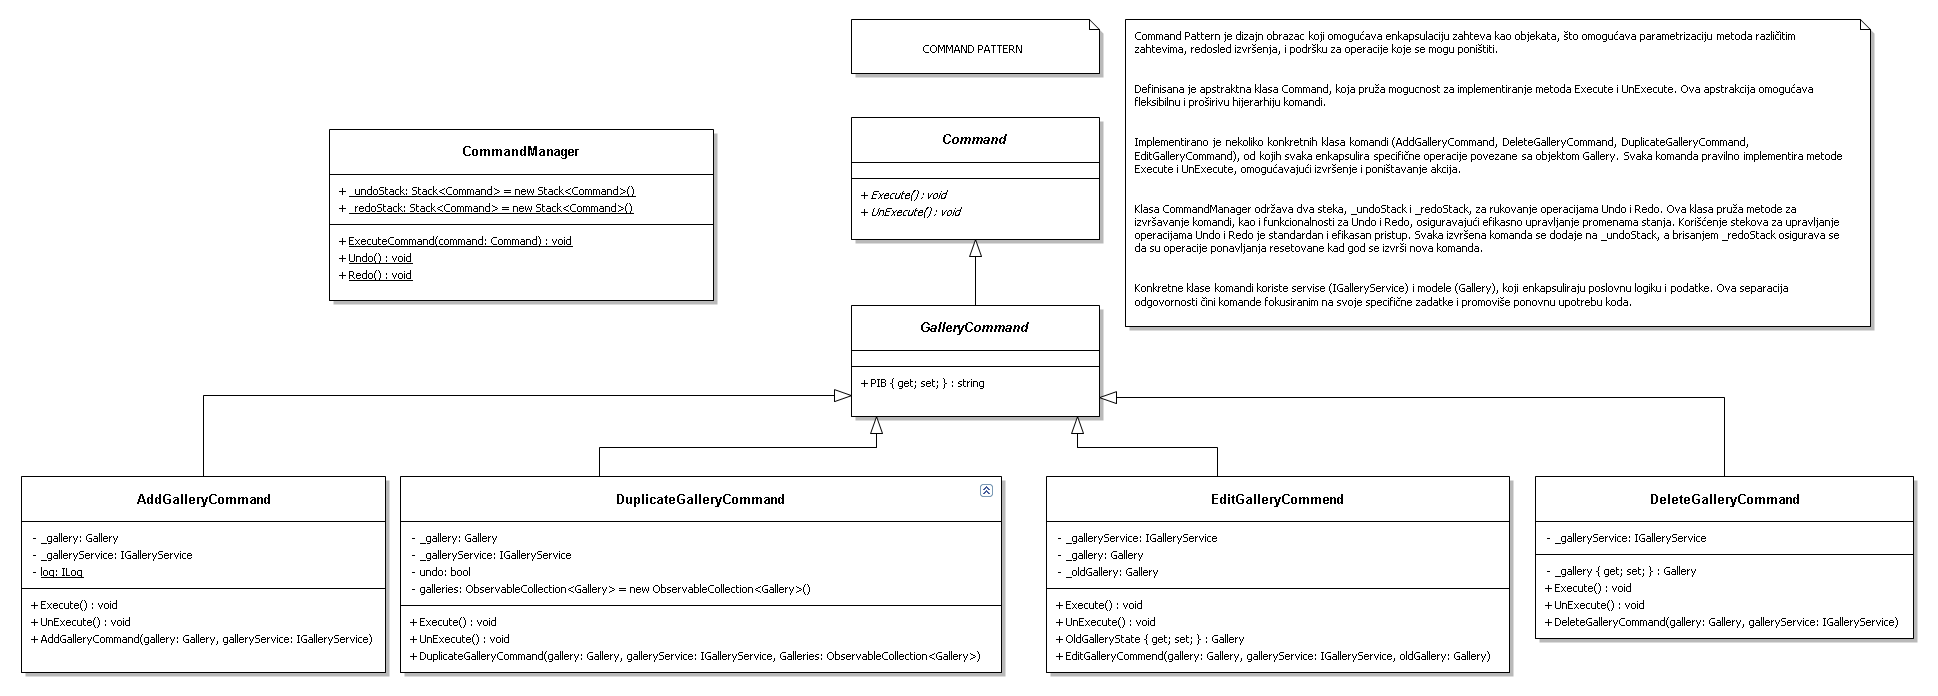 COMMAND PATTERN
Command Pattern je dizajn obrazac koji omogućava enkapsulaciju zahteva kao objekata, što omogućava parametrizaciju metoda različitim
zahtevima, redosled izvršenja, i podršku za operacije koje se mogu poništiti.
Definisana je apstraktna klasa Command, koja pruža mogucnost za implementiranje metoda Execute i UnExecute. Ova apstrakcija omogućava
fleksibilnu i proširivu hijerarhiju komandi.
Implementirano je nekoliko konkretnih klasa komandi (AddGalleryCommand, DeleteGalleryCommand, DuplicateGalleryCommand,
EditGalleryCommand), od kojih svaka enkapsulira specifične operacije povezane sa objektom Gallery. Svaka komanda pravilno implementira metode
Execute i UnExecute, omogućavajući izvršenje i poništavanje akcija.
Klasa CommandManager održava dva steka, _undoStack i _redoStack, za rukovanje operacijama Undo i Redo. Ova klasa pruža metode za
izvršavanje komandi, kao i funkcionalnosti za Undo i Redo, osiguravajući efikasno upravljanje promenama stanja. Korišćenje stekova za upravljanje
operacijama Undo i Redo je standardan i efikasan pristup. Svaka izvršena komanda se dodaje na _undoStack, a brisanjem _redoStack osigurava se
da su operacije ponavljanja resetovane kad god se izvrši nova komanda.
Konkretne klase komandi koriste servise (IGalleryService) i modele (Gallery), koji enkapsuliraju poslovnu logiku i podatke. Ova separacija
odgovornosti čini komande fokusiranim na svoje specifične zadatke i promoviše ponovnu upotrebu koda.
CommandManager
+ _undoStack: Stack<Command> = new Stack<Command>()
+ _redoStack: Stack<Command> = new Stack<Command>()
+ ExecuteCommand(command: Command) : void
+ Undo() : void
+ Redo() : void
Command
+ Execute() : void
+ UnExecute() : void
GalleryCommand
+ PIB { get; set; } : string
AddGalleryCommand
- _gallery: Gallery
- _galleryService: IGalleryService
- log: ILog
+ Execute() : void
+ UnExecute() : void
+ AddGalleryCommand(gallery: Gallery, galleryService: IGalleryService)
DuplicateGalleryCommand
- _gallery: Gallery
- _galleryService: IGalleryService
- undo: bool
- galleries: ObservableCollection<Gallery> = new ObservableCollection<Gallery>()
+ Execute() : void
+ UnExecute() : void
+ DuplicateGalleryCommand(gallery: Gallery, galleryService: IGalleryService, Galleries: ObservableCollection<Gallery>)
EditGalleryCommend
- _galleryService: IGalleryService
- _gallery: Gallery
- _oldGallery: Gallery
+ Execute() : void
+ UnExecute() : void
+ OldGalleryState { get; set; } : Gallery
+ EditGalleryCommend(gallery: Gallery, galleryService: IGalleryService, oldGallery: Gallery)
DeleteGalleryCommand
- _galleryService: IGalleryService
- _gallery { get; set; } : Gallery
+ Execute() : void
+ UnExecute() : void
+ DeleteGalleryCommand(gallery: Gallery, galleryService: IGalleryService)